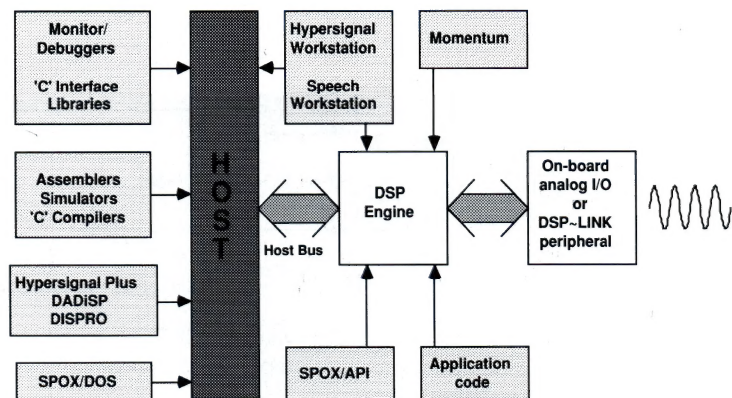 Monitor/
Debuggers
'C' Interface
Libraries
Assemblers
Simulators
'C' Compilers
Hypersignal Plus
DADiSP
DISPRO
SPOX/DOS
HOST
Hypersignal
Workstation
Speech
Workstation
Momentum
Host Bus
DSP
Engine
On-board
analog I/O
or
DSP~LINK
peripheral
SPOX/API
Application
code